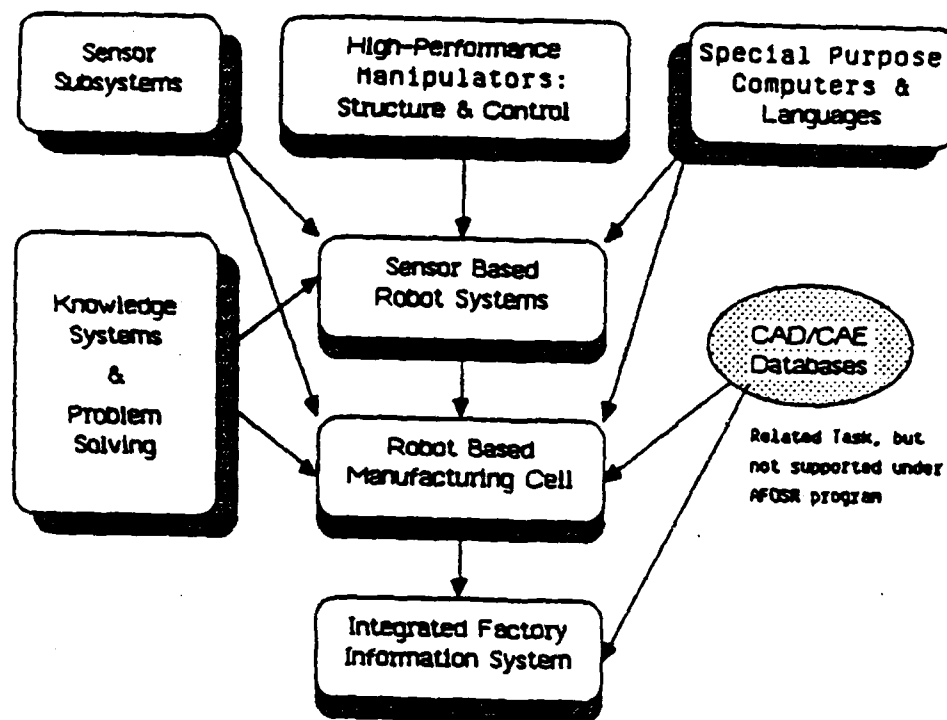 Sensor
Subsystems
High-Performance
Manipulators:
Structure & Control
Special Purpose
Computers &
Languages
Knowledge
Systems
&
Problem
Solving
Sensor Based
Robot Systems
CAD/CAE
Databases
Related Task, but
not supported under
AFOSR program
Robot Based
Manufacturing Cell
Integrated Factory
Information System